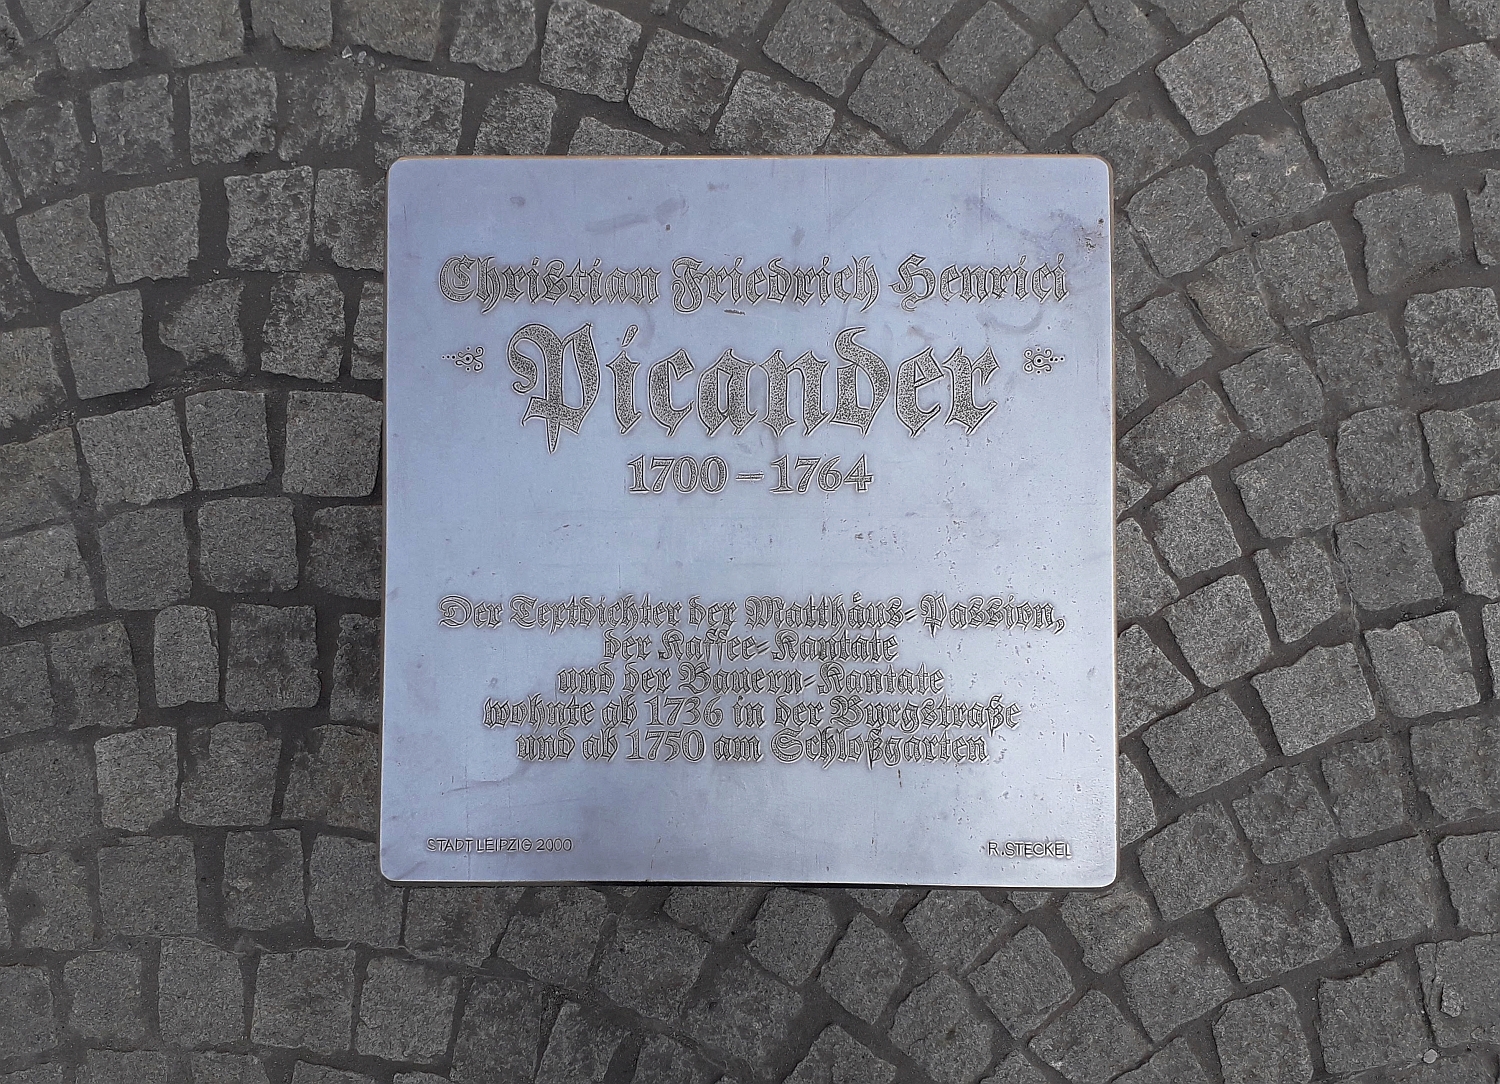 Christian Friedrich Henrici
Picander
1700 – 1764
Der Textdichter der Matthäus-Passion,
der Kaffee-Kantate
und der Bauern-Kantate
wohnte ab 1736 in der Burgstraße
und ab 1750 am Schloßgarten
STADT LEIPZIG 2000
R. STECKEL